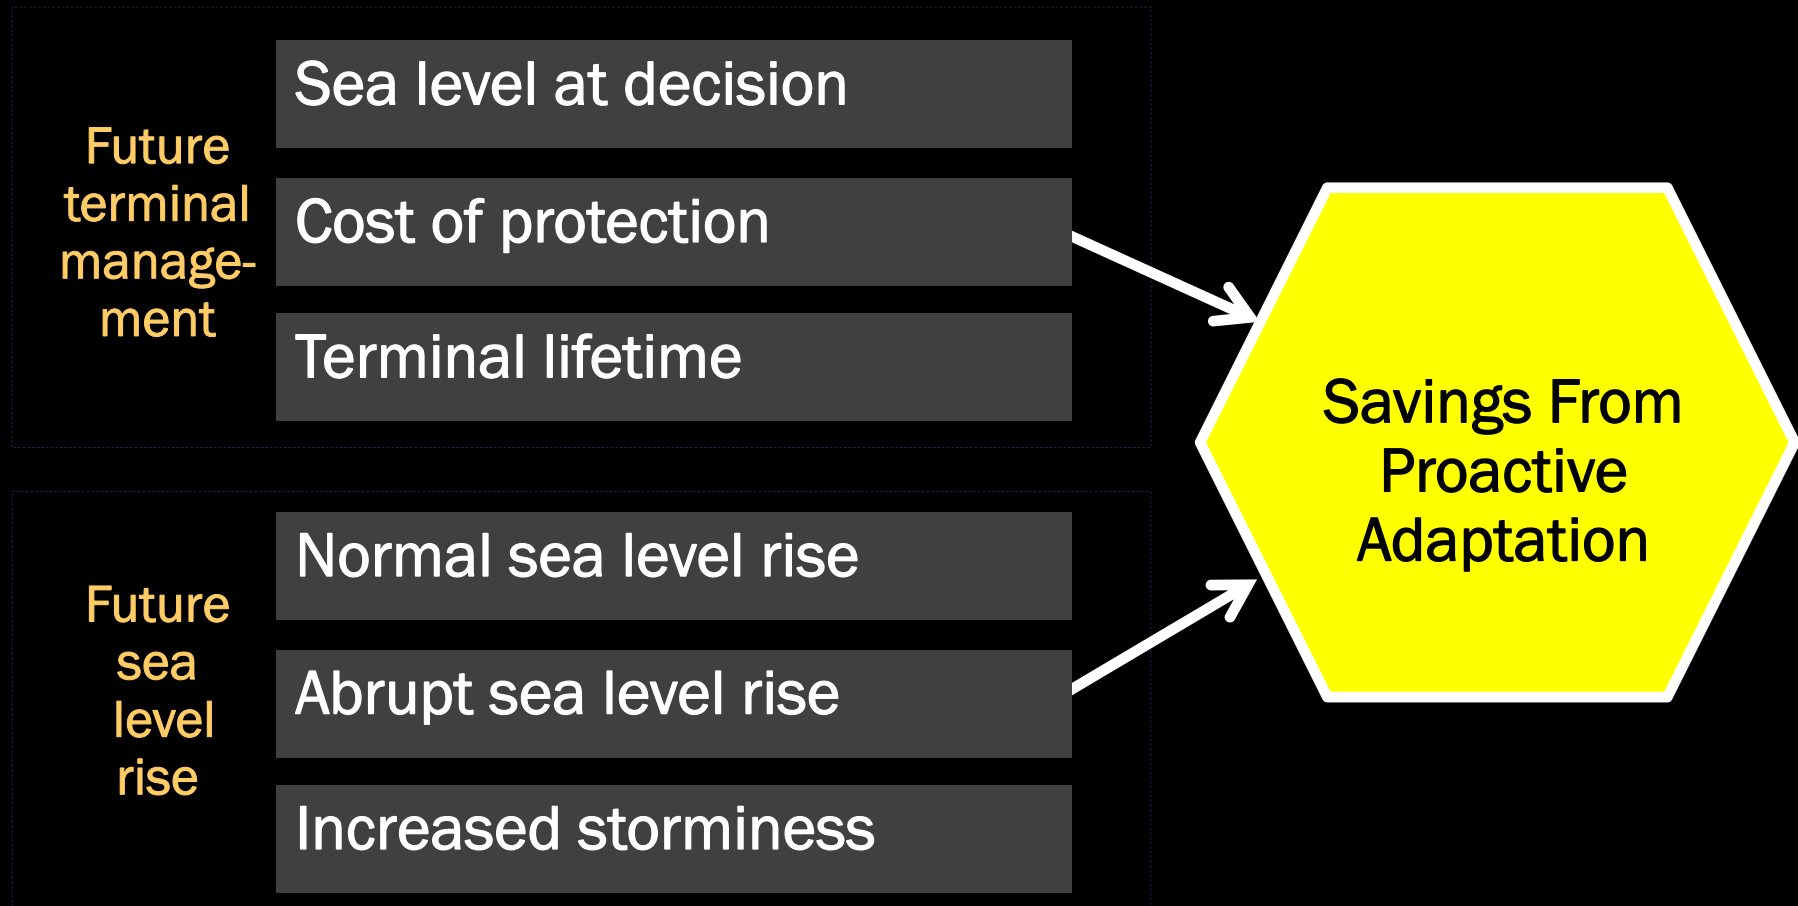 Future
terminal
manage-
ment
Sea level at decision
Cost of protection
Terminal lifetime
Future
sea
level
rise
Normal sea level rise
Abrupt sea level rise
Increased storminess
Savings From
Proactive
Adaptation